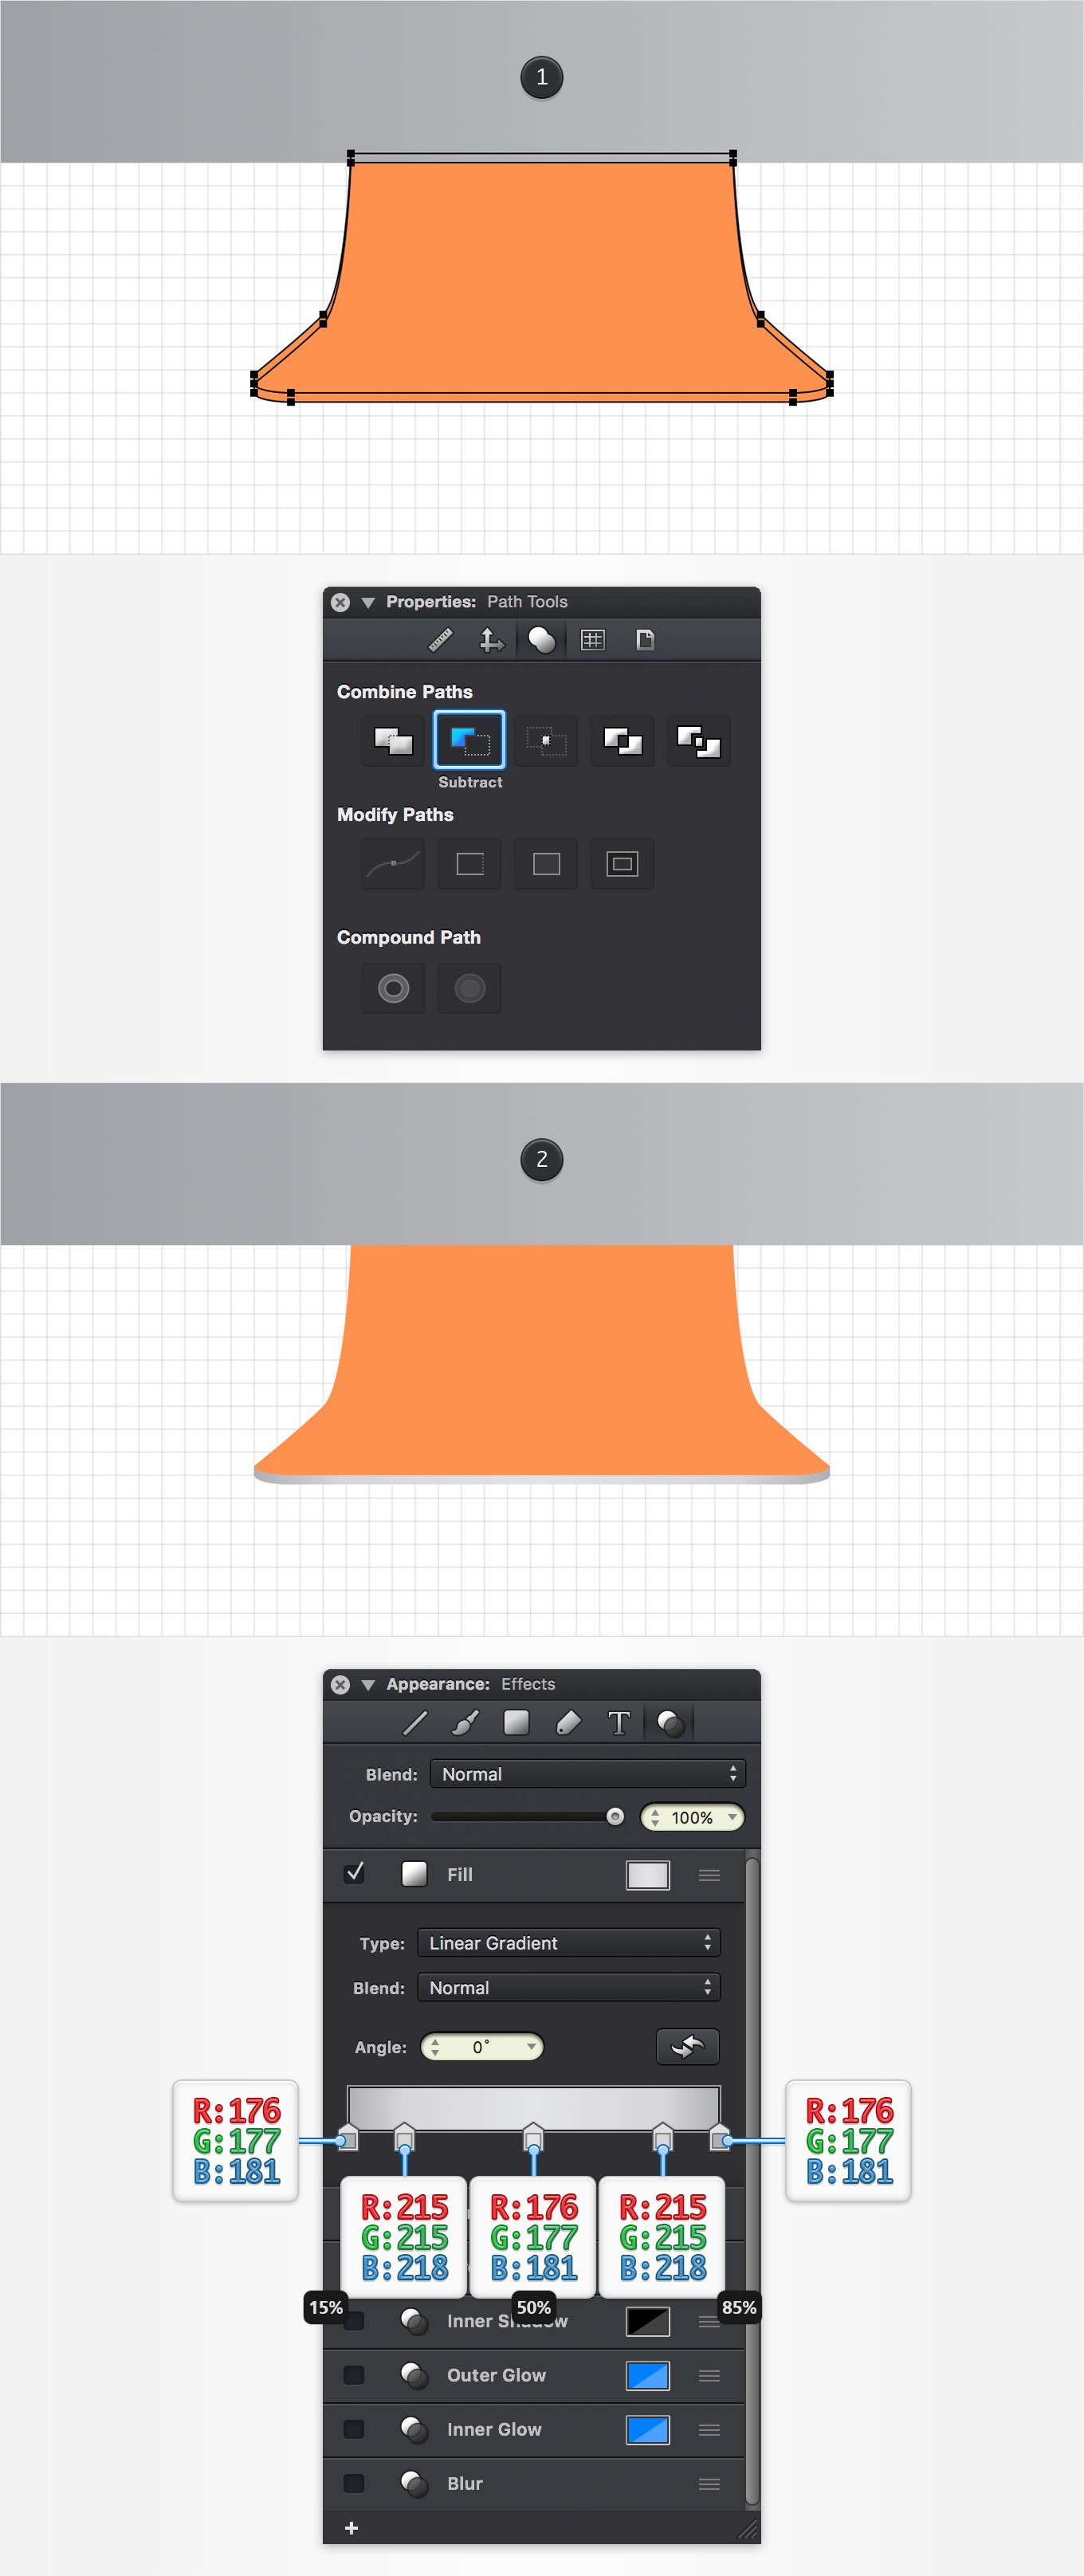 1
Properties: Path Tools
Combine Paths
Subtract
Modify Paths
Compound Path
2
Appearance: Effects
Blend: Normal
Opacity: 100%
Fill
Type: Linear Gradient
Blend: Normal
Angle: 0°
R:176
G:177
B:181
R:176
G:177
B:181
R:215
G:215
B:218
R:176
G:177
B:181
R:215
G:215
B:218
15%
50%
85%
Inner Shadow
Outer Glow
Inner Glow
Blur